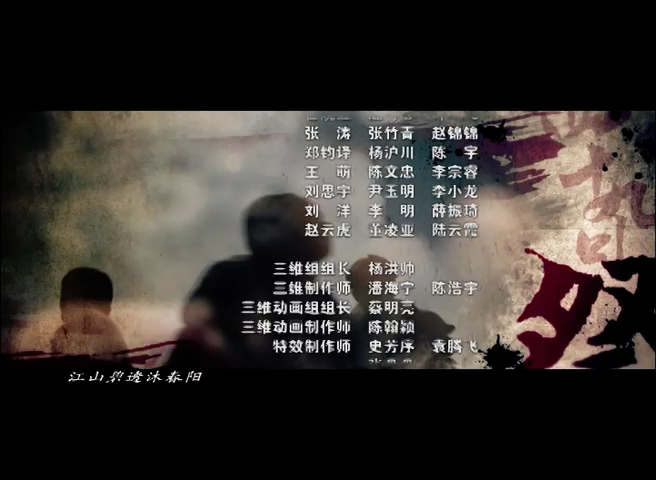 张 涛 张竹青 赵锦锦
郑钧译 杨沪川 陈 宇
王 萌 陈文忠 李宗睿
刘思宇 尹玉明 李小龙
刘 洋 李 明 薛振琦
赵云虎 董凌亚 陆云霞
三维组组长 杨洪帅
三维制作师 潘海宁 陈浩宇
三维动画组组长 蔡明亮
三维动画制作师 陈翰颖
特效制作师 史芳序 袁腾飞
江山碧透沐春阳